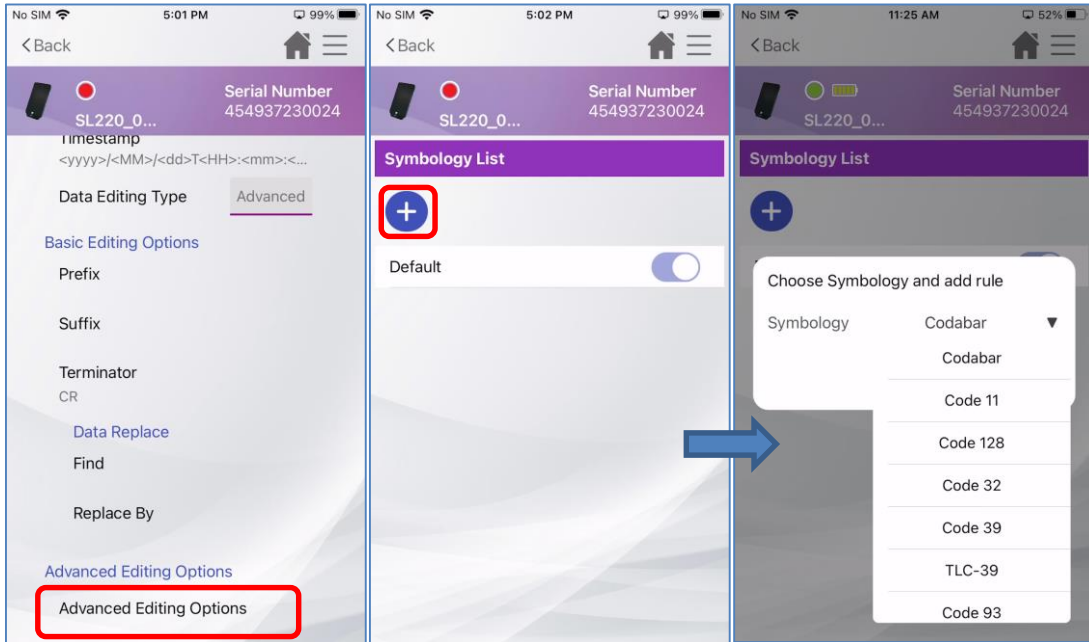 No SIM 5:01 PM 99%
Back
Serial Number
SL220_0... 454937230024
Timestamp
<yyyy>/<MM>/<dd>T<HH>:<mm>:<...
Data Editing Type Advanced
Basic Editing Options
Prefix
Suffix
Terminator
CR
Data Replace
Find
Replace By
Advanced Editing Options
Advanced Editing Options
No SIM 5:02 PM 99%
Back
Serial Number
SL220_0... 454937230024
Symbology List
+
Default
No SIM 11:25 AM 52%
Back
Serial Number
SL220_0... 454937230024
Symbology List
+
Choose Symbology and add rule
Symbology Codabar ▼
Codabar
Code 11
Code 128
Code 32
Code 39
TLC-39
Code 93